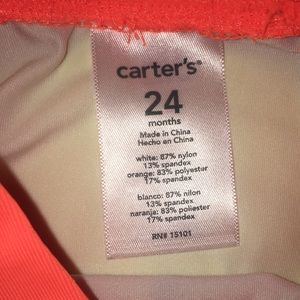 carter's®
24
months
Made in China
Hecho en China
white: 87% nylon
13% spandex
orange: 83% polyester
17% spandex
blanco: 87% nilon
13% spandex
naranja: 83% poliester
17% spandex
RN# 15101